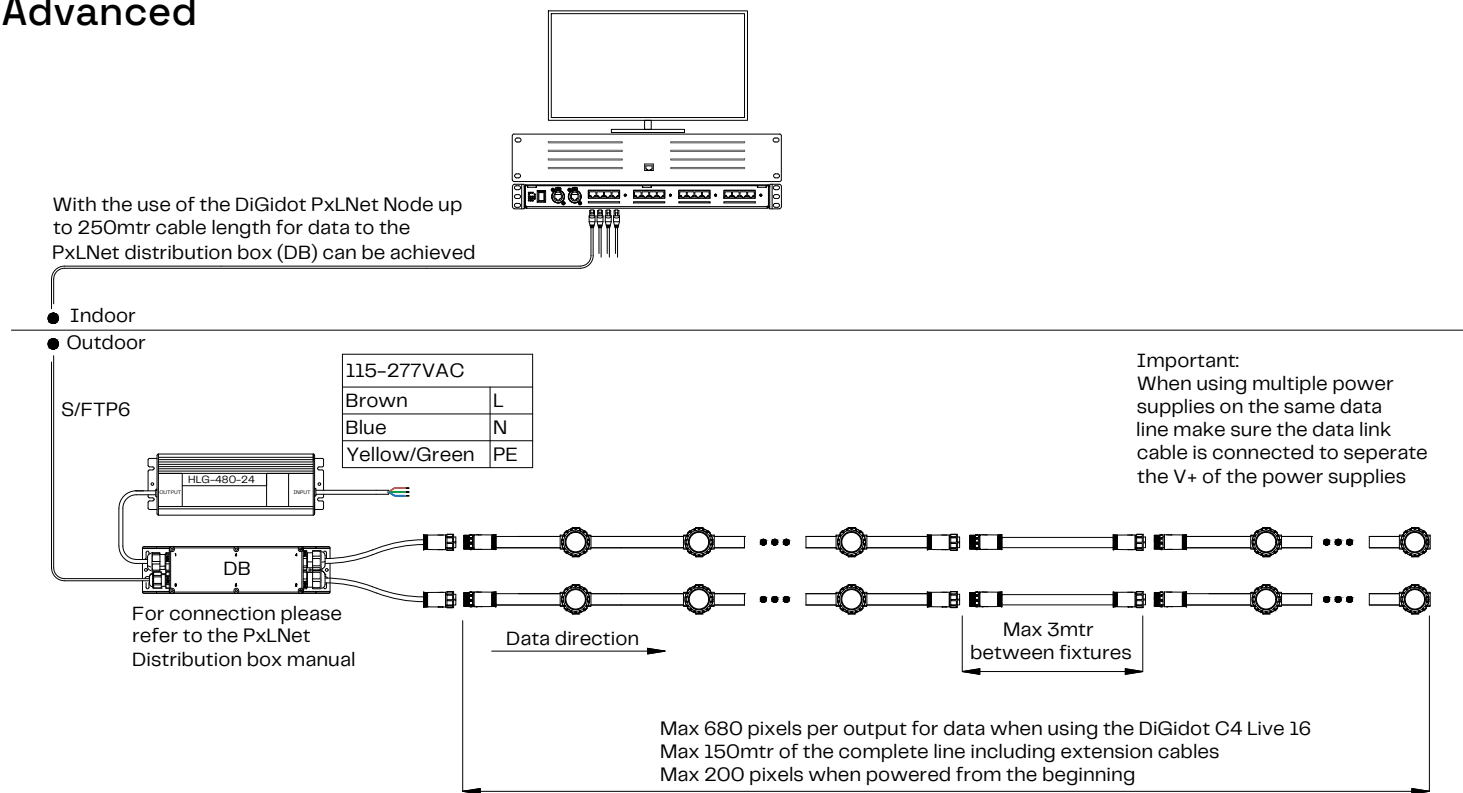 Advanced
With the use of the DiGidot PxLNet Node up
to 250mtr cable length for data to the
PxLNet distribution box (DB) can be achieved
Indoor
Outdoor
S/FTP6
115-277VAC
Brown L
Blue N
Yellow/Green PE
Important:
When using multiple power
supplies on the same data
line make sure the data link
cable is connected to seperate
the V+ of the power supplies
HLG-480-24
OUTPUT
INPUT
DB
For connection please
refer to the PxLNet
Distribution box manual
Data direction
Max 3mtr
between fixtures
Max 680 pixels per output for data when using the DiGidot C4 Live 16
Max 150mtr of the complete line including extension cables
Max 200 pixels when powered from the beginning